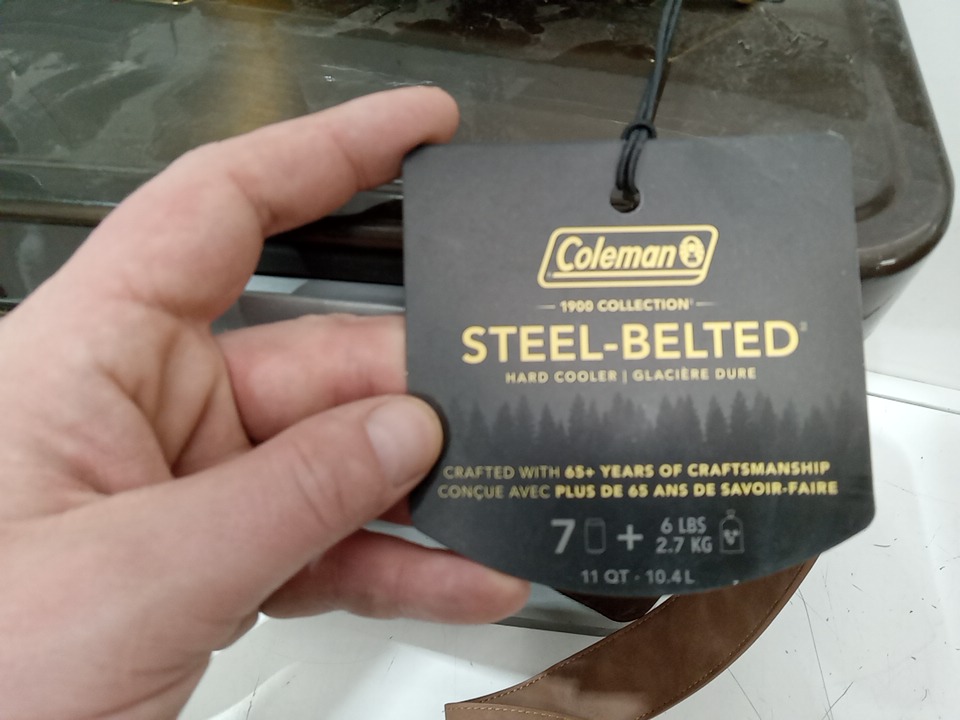 Coleman
1900 COLLECTION
STEEL-BELTED
HARD COOLER | GLACIÈRE DURE
CRAFTED WITH 65+ YEARS OF CRAFTSMANSHIP
CONÇUE AVEC PLUS DE 65 ANS DE SAVOIR-FAIRE
7 + 6 LBS
2.7 KG
11 QT · 10.4 L